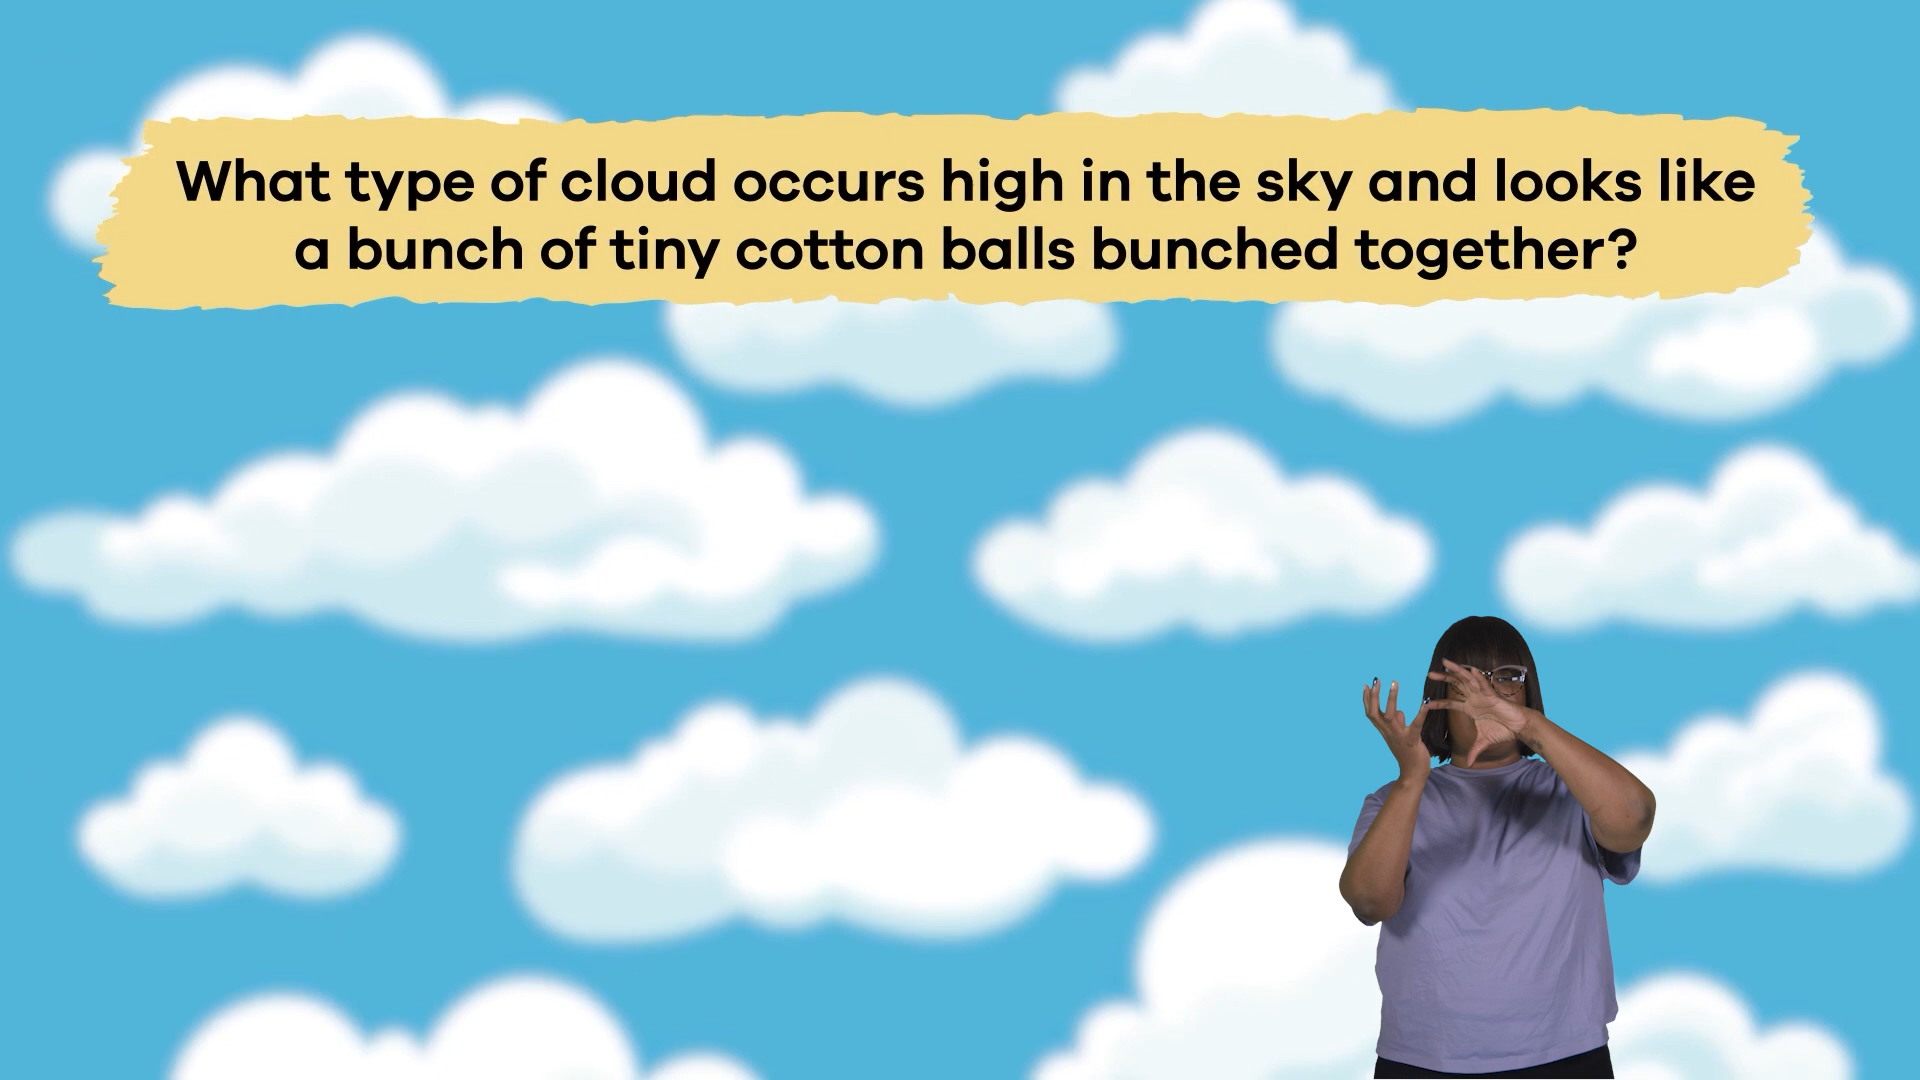 What type of cloud occurs high in the sky and looks like
a bunch of tiny cotton balls bunched together?